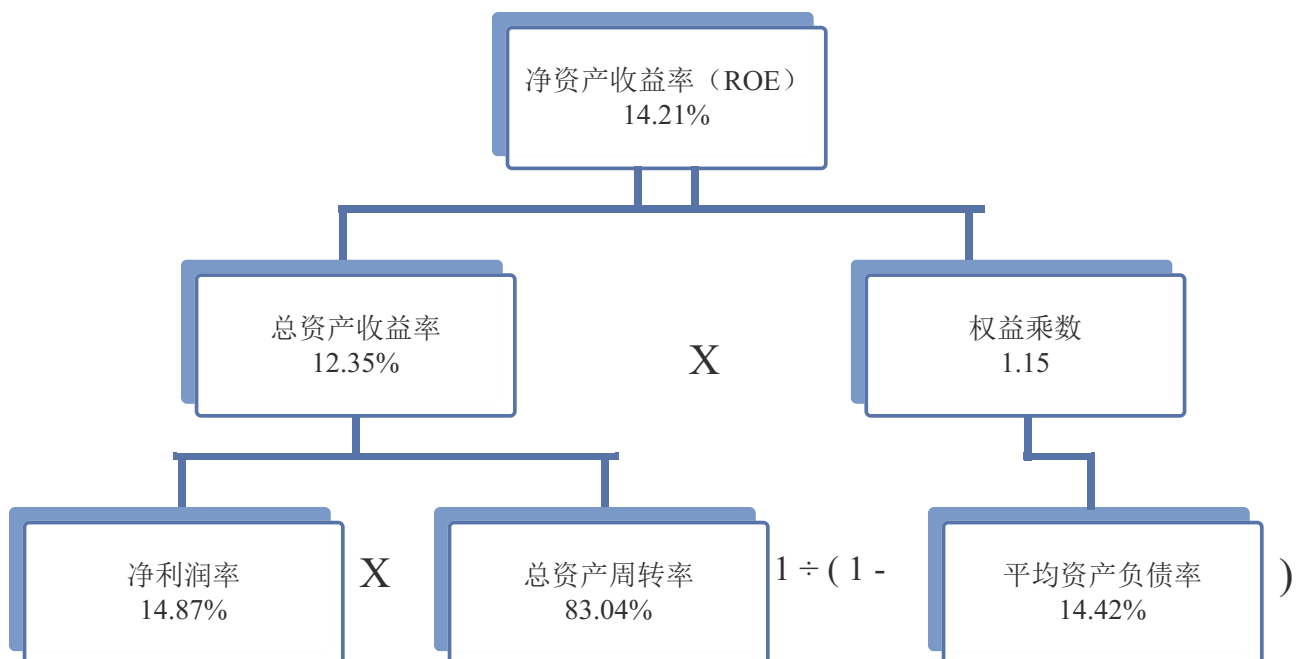 净资产收益率（ROE）
14.21%
总资产收益率
12.35%
X
权益乘数
1.15
净利润率
14.87%
X
总资产周转率
83.04%
1 ÷ ( 1 -
平均资产负债率
14.42%
)